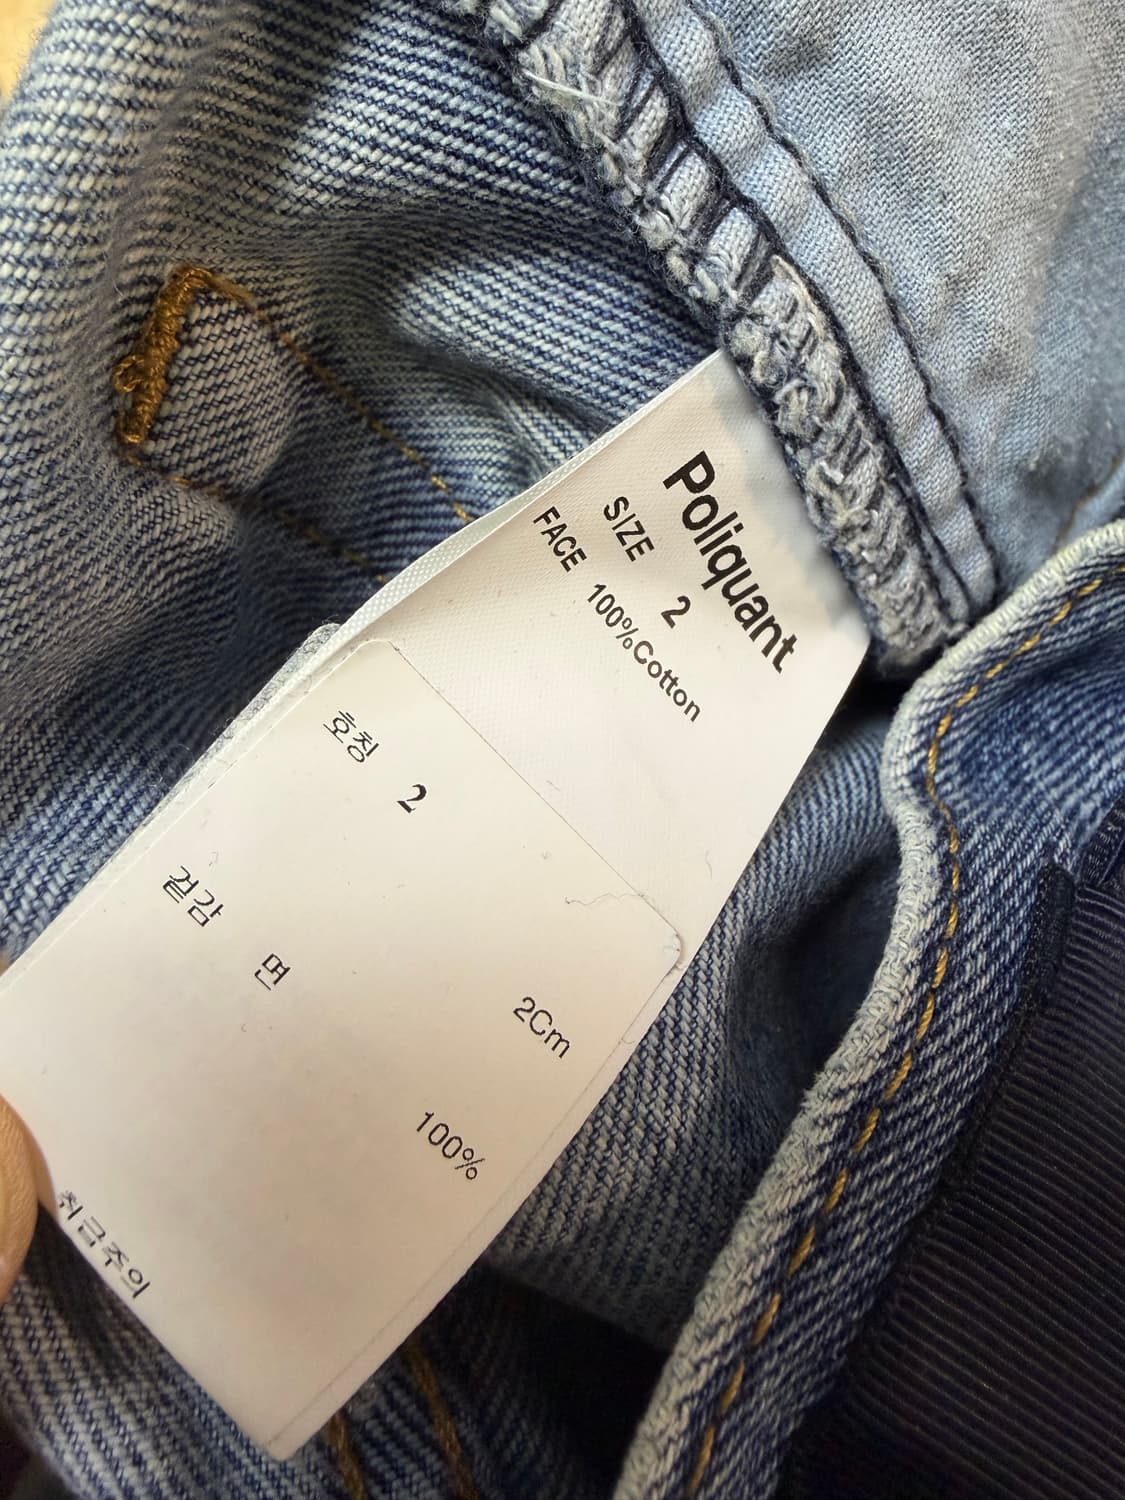 Poliquant
SIZE 2
FACE 100%Cotton
호칭 2
2Cm
겉감 면 100%
취급주의